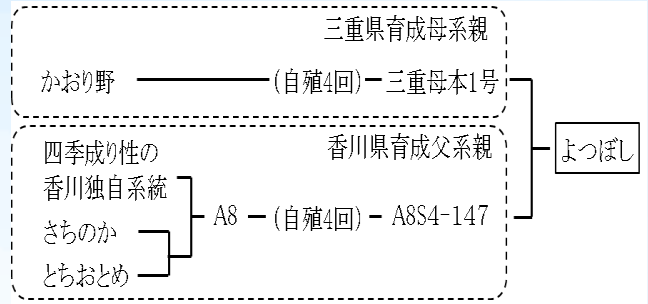 三重県育成母系親
かおり野 (自殖4回) 三重母本1号
香川県育成父系親
四季成り性の
香川独自系統
さちのか
とちおとめ
A8 (自殖4回) A8S4-147
よつぼし